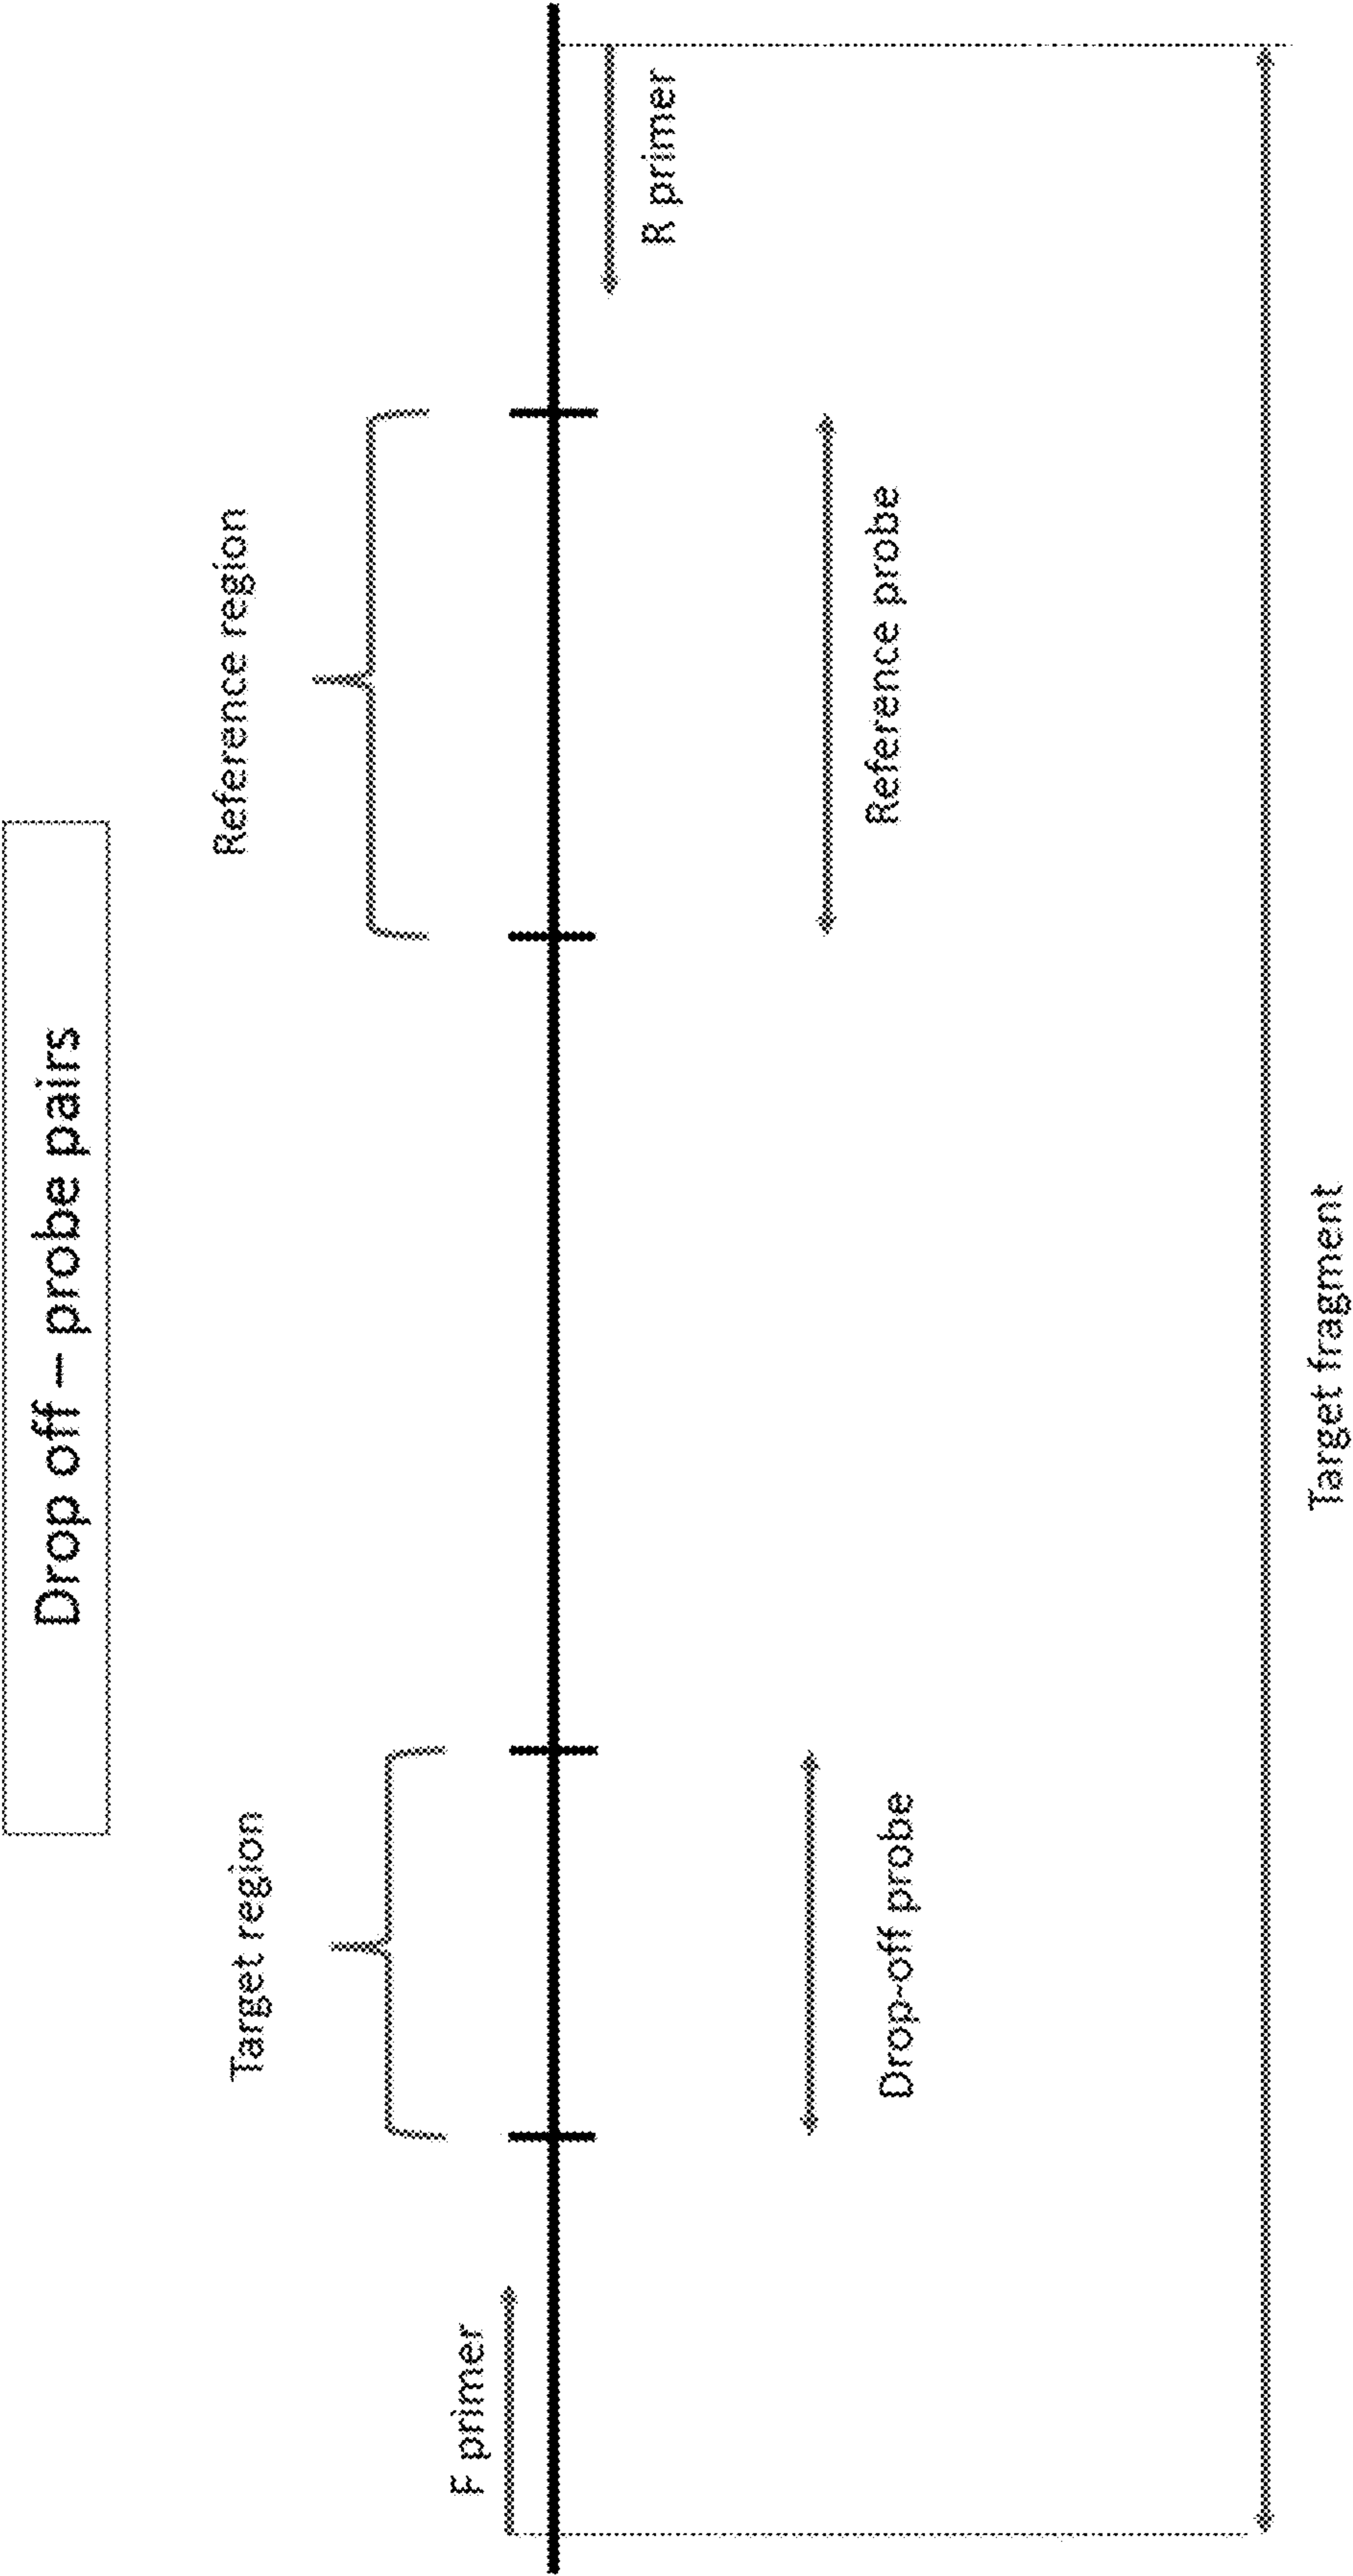 Drop off – probe pairs
Target region
Reference region
F primer
R primer
Drop-off probe
Reference probe
Target fragment